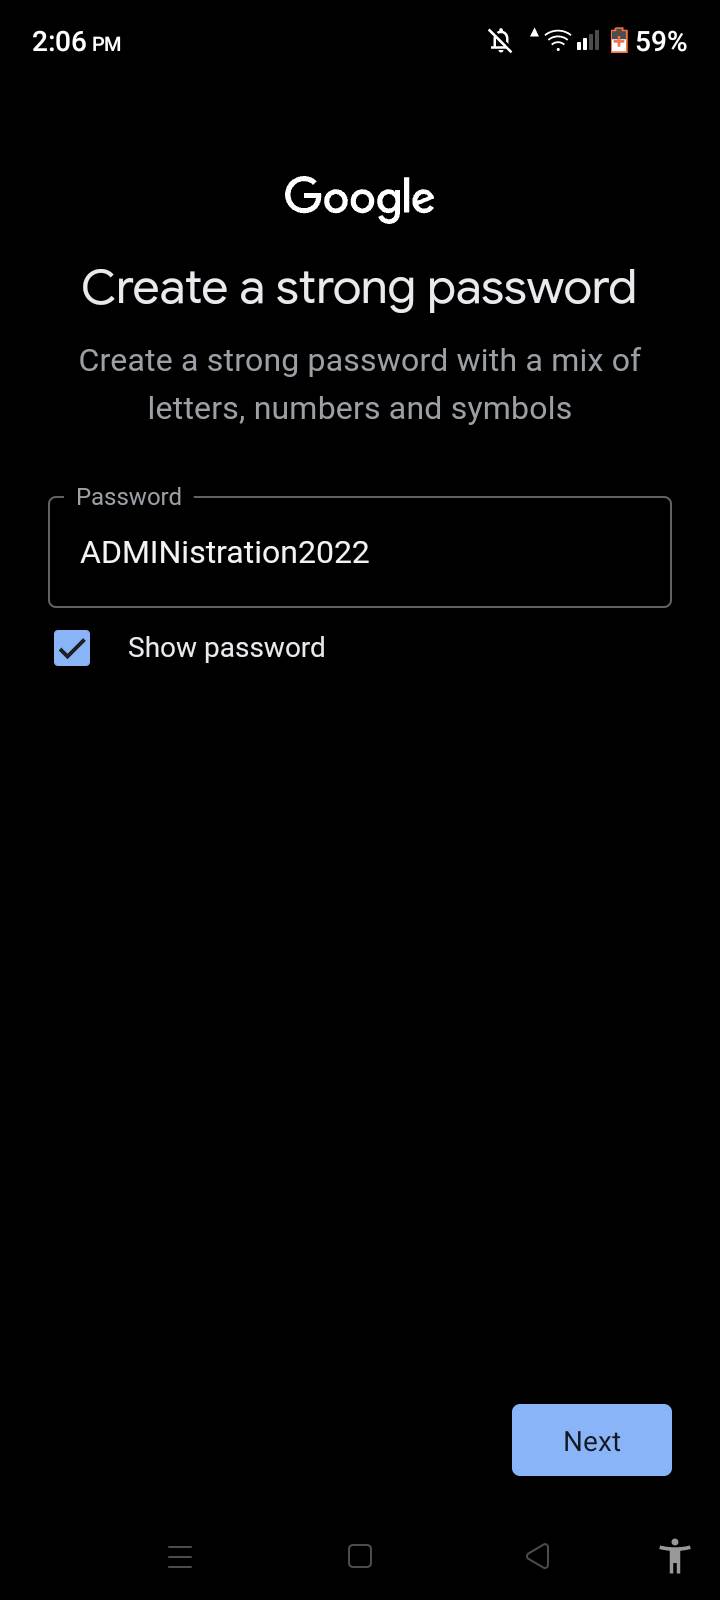 2:06 PM 59%
Google
Create a strong password
Create a strong password with a mix of
letters, numbers and symbols
Password
ADMINistration2022
Show password
Next